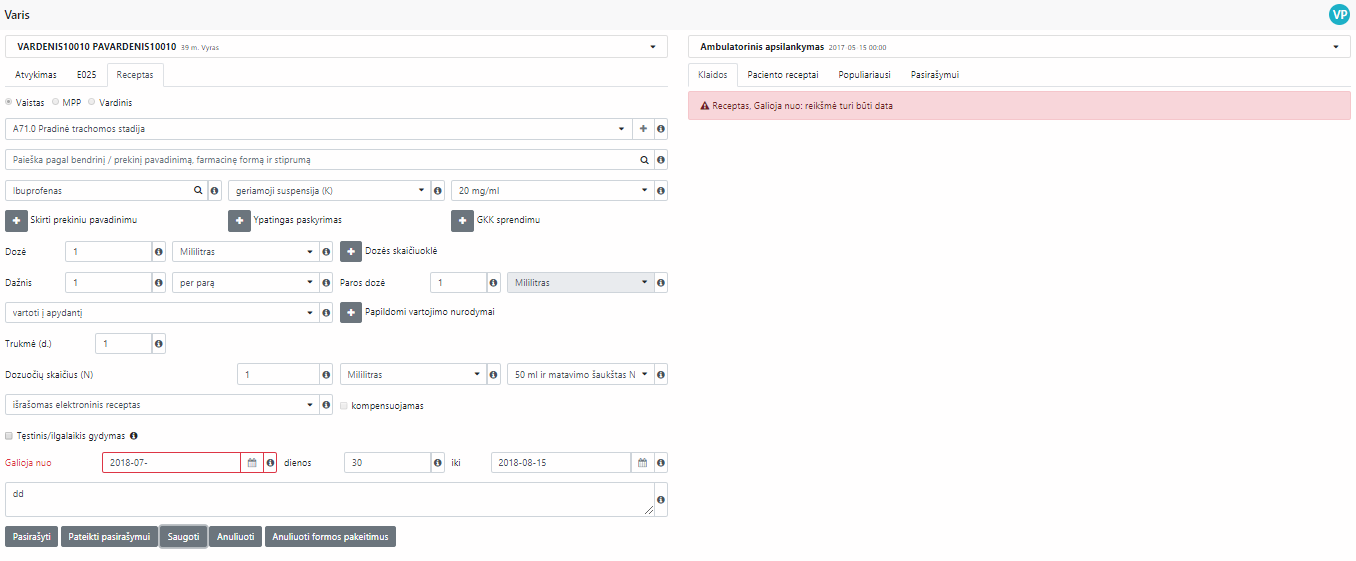 Varis
VP
VARDENIS10010 PAVARDENIS10010 39 m. Vyras
Ambulatorinis apsilankymas 2017-05-15 00:00
Atvykimas E025 Receptas
Klaidos Paciento receptai Populiariausi Pasirašymui
Vaistas MPP Vardinis
Receptas, Galioja nuo: reikšmė turi būti data
A71.0 Pradinė trachomos stadija
Paieška pagal bendrinį / prekinį pavadinimą, farmacinę formą ir stiprumą
Ibuprofenas geriamoji suspensija (K) 20 mg/ml
Skirti prekiniu pavadinimu Ypatingas paskyrimas GKK sprendimu
Dozė 1 Mililitras Dozės skaičiuoklė
Dažnis 1 per parą Paros dozė 1 Mililitras
vartoti į apydantį Papildomi vartojimo nurodymai
Trukmė (d.) 1
Dozuočių skaičius (N) 1 Mililitras 50 ml ir matavimo šaukštas N
išrašomas elektroninis receptas kompensuojamas
Tęstinis/ilgalaikis gydymas
Galioja nuo 2018-07- dienos 30 iki 2018-08-15
dd
Pasirašyti Pateikti pasirašymui Saugoti Anuliuoti Anuliuoti formos pakeitimus